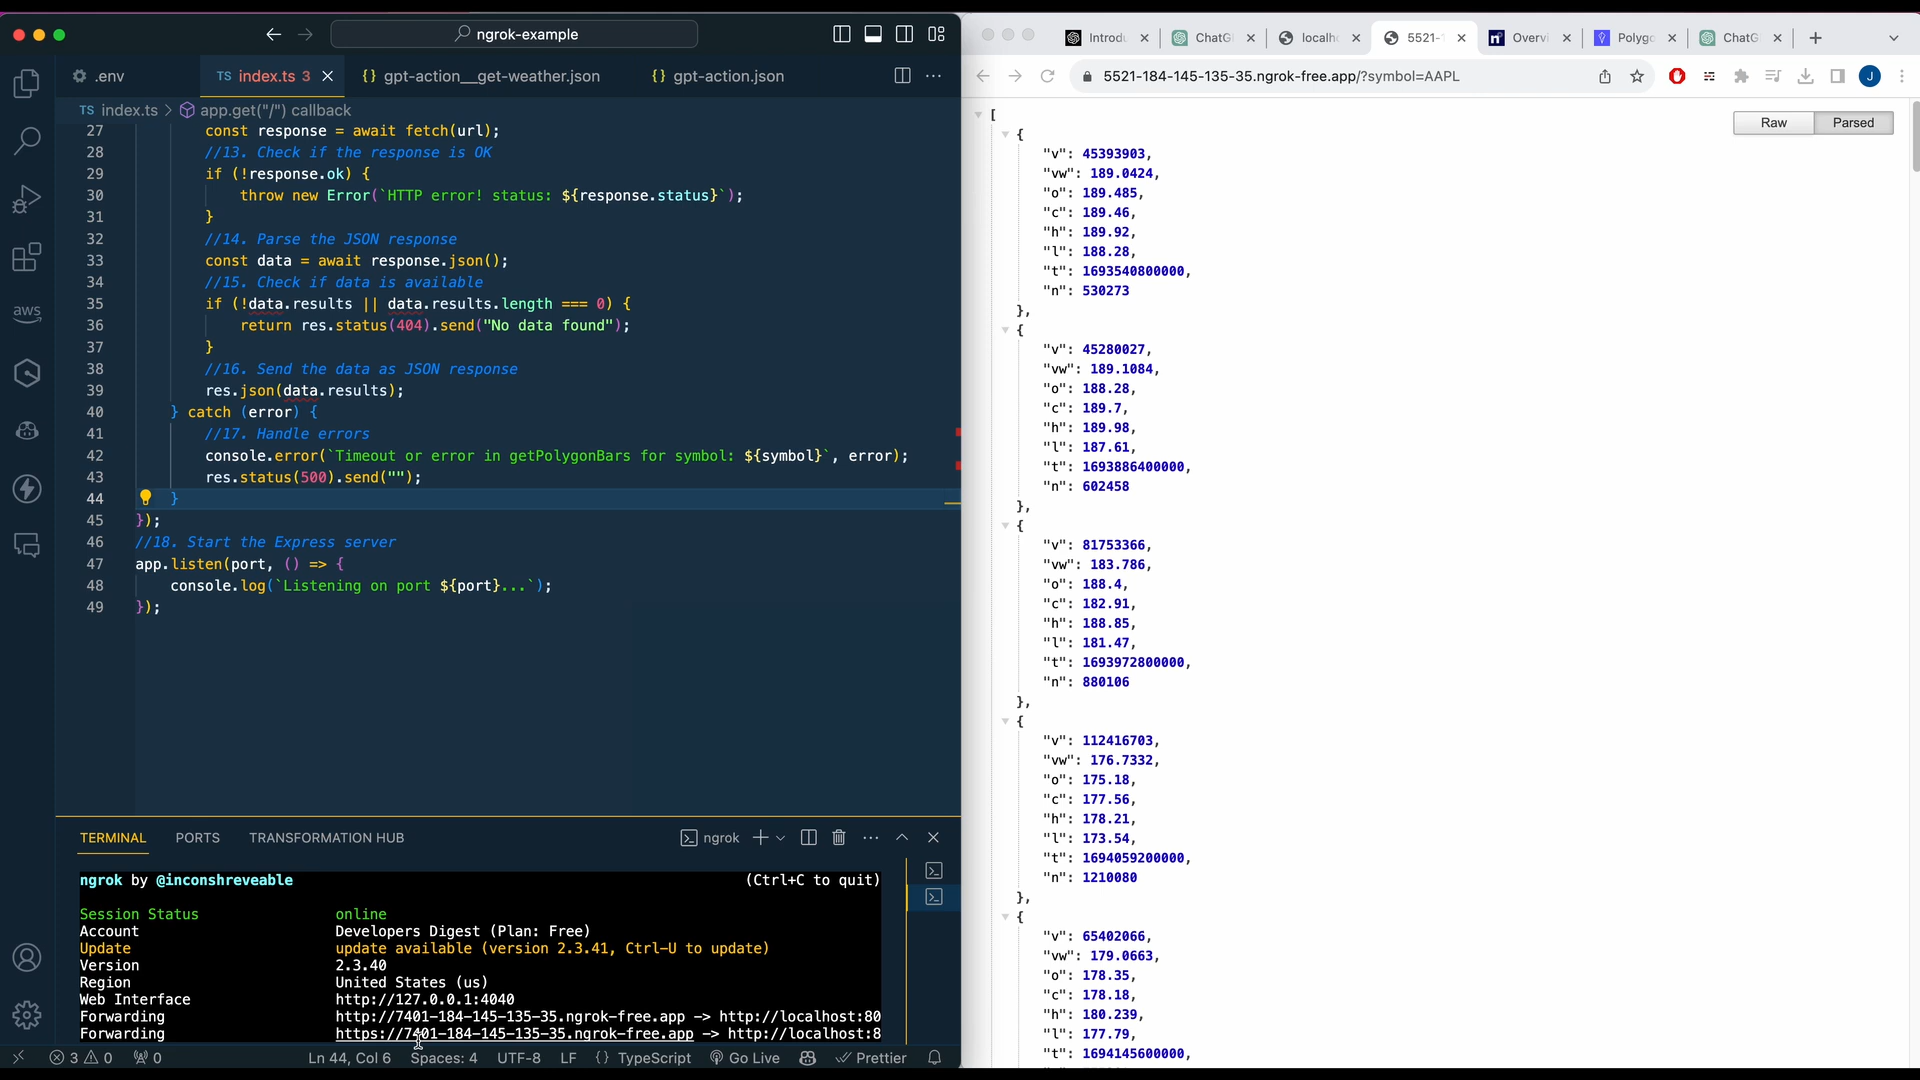 ngrok-example
.env
TS index.ts 3
{} gpt-action__get-weather.json
{} gpt-action.json
TS index.ts > app.get("/") callback
27 const response = await fetch(url);
28 //13. Check if the response is OK
29 if (!response.ok) {
30 throw new Error(`HTTP error! status: ${response.status}`);
31 }
32 //14. Parse the JSON response
33 const data = await response.json();
34 //15. Check if data is available
35 if (!data.results || data.results.length === 0) {
36 return res.status(404).send("No data found");
37 }
38 //16. Send the data as JSON response
39 res.json(data.results);
40 } catch (error) {
41 //17. Handle errors
42 console.error(`Timeout or error in getPolygonBars for symbol: ${symbol}`, error);
43 res.status(500).send("");
44 }
45 });
46 //18. Start the Express server
47 app.listen(port, () => {
48 console.log(`Listening on port ${port}...`);
49 });
aws
TERMINAL PORTS TRANSFORMATION HUB
ngrok
ngrok by @inconshreveable (Ctrl+C to quit)
Session Status online
Account Developers Digest (Plan: Free)
Update update available (version 2.3.41, Ctrl-U to update)
Version 2.3.40
Region United States (us)
Web Interface http://127.0.0.1:4040
Forwarding http://7401-184-145-135-35.ngrok-free.app -> http://localhost:80
Forwarding https://7401-184-145-135-35.ngrok-free.app -> http://localhost:8
3 0 0 Ln 44, Col 6 Spaces: 4 UTF-8 LF {} TypeScript Go Live Prettier
Introdu ChatG localh 5521-1 Overvi Polygo ChatG
5521-184-145-135-35.ngrok-free.app/?symbol=AAPL
J
Raw Parsed
[
{
"v": 45393903,
"vw": 189.0424,
"o": 189.485,
"c": 189.46,
"h": 189.92,
"l": 188.28,
"t": 1693540800000,
"n": 530273
},
{
"v": 45280027,
"vw": 189.1084,
"o": 188.28,
"c": 189.7,
"h": 189.98,
"l": 187.61,
"t": 1693886400000,
"n": 602458
},
{
"v": 81753366,
"vw": 183.786,
"o": 188.4,
"c": 182.91,
"h": 188.85,
"l": 181.47,
"t": 1693972800000,
"n": 880106
},
{
"v": 112416703,
"vw": 176.7332,
"o": 175.18,
"c": 177.56,
"h": 178.21,
"l": 173.54,
"t": 1694059200000,
"n": 1210080
},
{
"v": 65402066,
"vw": 179.0663,
"o": 178.35,
"c": 178.18,
"h": 180.239,
"l": 177.79,
"t": 1694145600000,